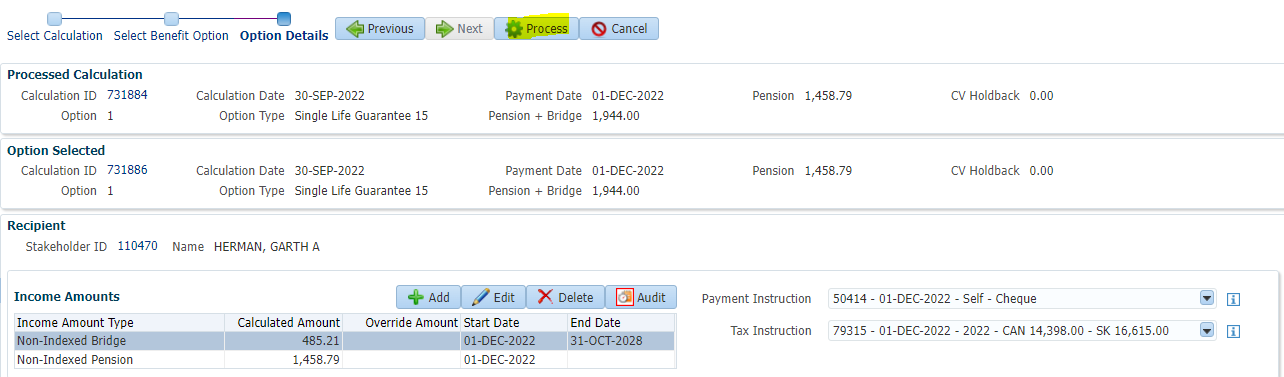 Select Calculation Select Benefit Option Option Details Previous Next Process Cancel
Processed Calculation
Calculation ID 731884 Calculation Date 30-SEP-2022 Payment Date 01-DEC-2022 Pension 1,458.79 CV Holdback 0.00
Option 1 Option Type Single Life Guarantee 15 Pension + Bridge 1,944.00
Option Selected
Calculation ID 731886 Calculation Date 30-SEP-2022 Payment Date 01-DEC-2022 Pension 1,458.79 CV Holdback 0.00
Option 1 Option Type Single Life Guarantee 15 Pension + Bridge 1,944.00
Recipient
Stakeholder ID 110470 Name HERMAN, GARTH A
Income Amounts Add Edit Delete Audit Payment Instruction 50414 - 01-DEC-2022 - Self - Cheque
Income Amount Type Calculated Amount Override Amount Start Date End Date Tax Instruction 79315 - 01-DEC-2022 - 2022 - CAN 14,398.00 - SK 16,615.00
Non-Indexed Bridge 485.21 01-DEC-2022 31-OCT-2028
Non-Indexed Pension 1,458.79 01-DEC-2022